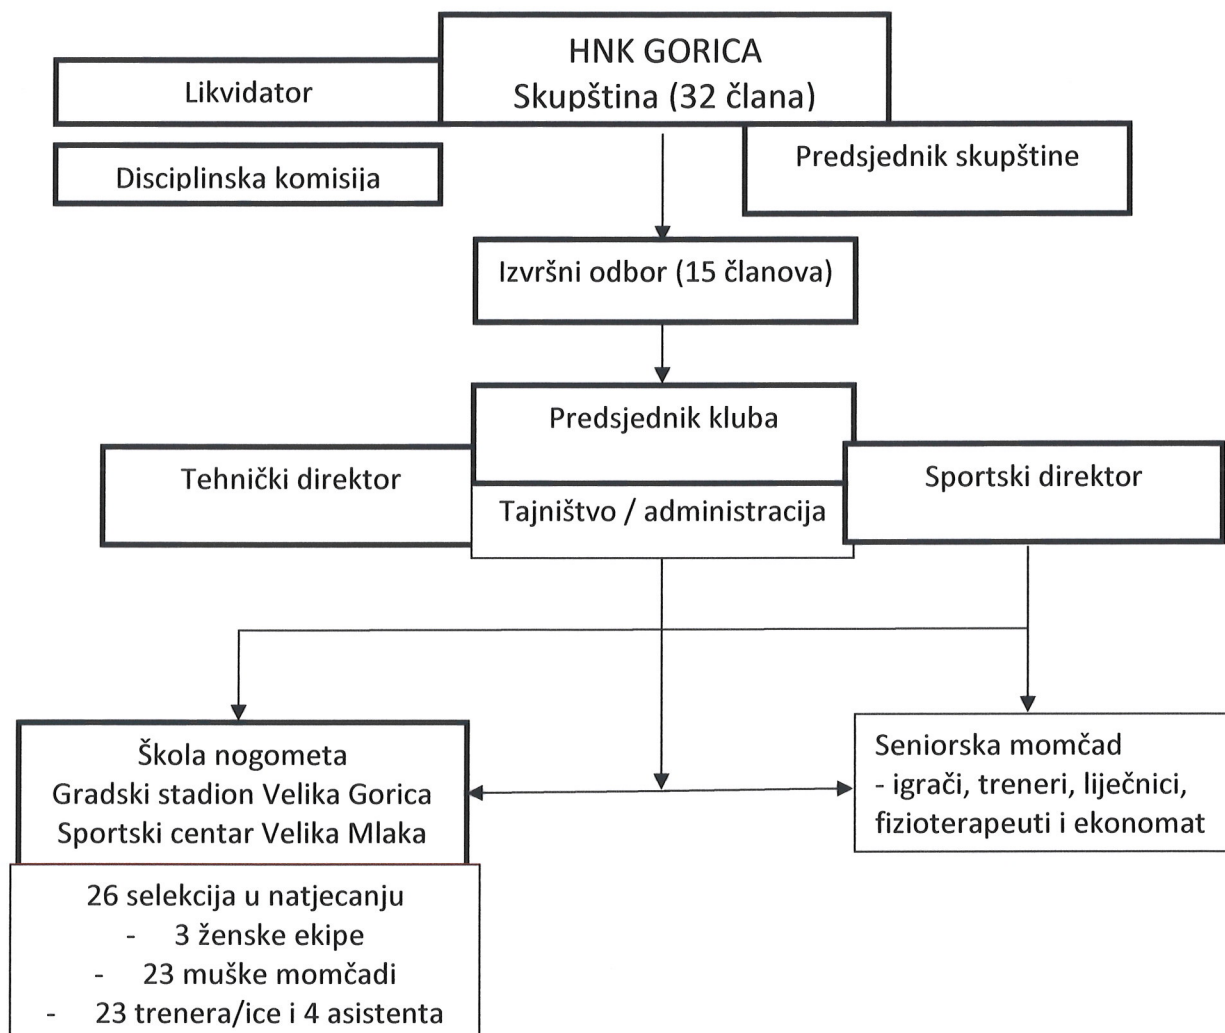 HNK GORICA
Skupština (32 člana)
Likvidator
Predsjednik skupštine
Disciplinska komisija
Izvršni odbor (15 članova)
Predsjednik kluba
Tehnički direktor
Sportski direktor
Tajništvo / administracija
Škola nogometa
Gradski stadion Velika Gorica
Sportski centar Velika Mlaka
Seniorska momčad
- igrači, treneri, liječnici,
fizioterapeuti i ekonomat
26 selekcija u natjecanju
- 3 ženske ekipe
- 23 muške momčadi
- 23 trenera/ice i 4 asistenta